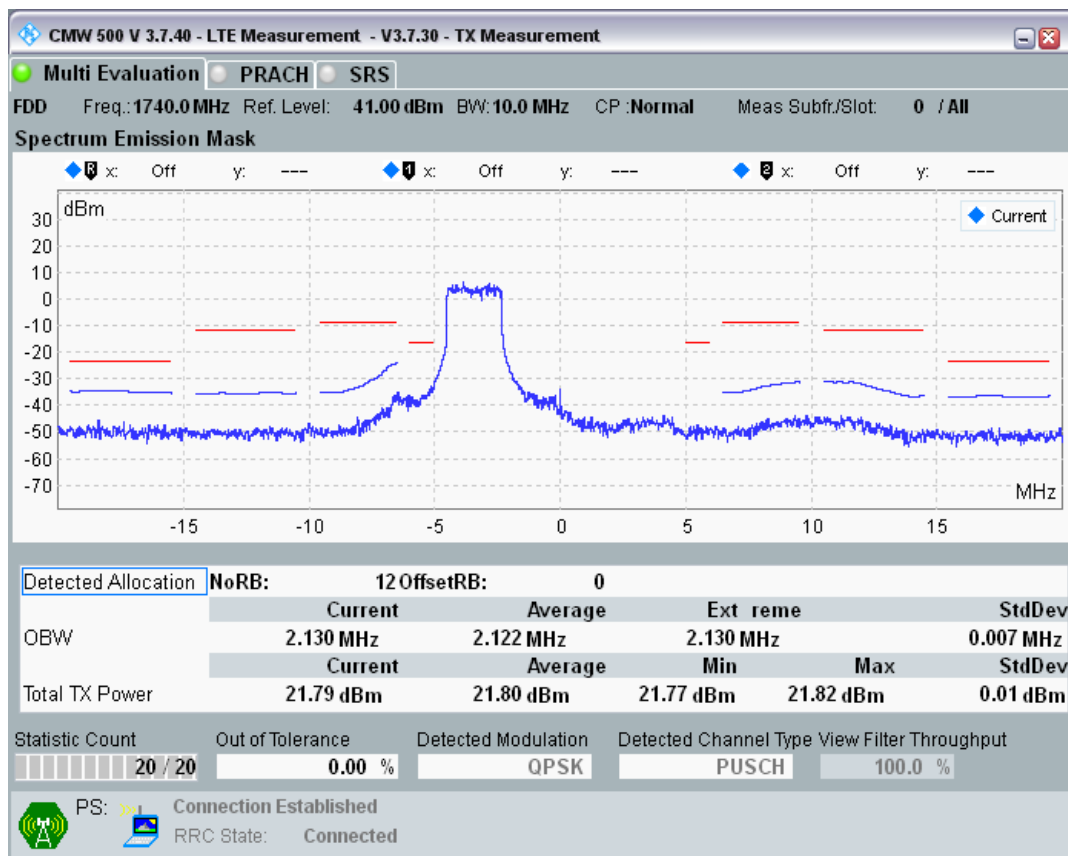 CMW 500 V 3.7.40 - LTE Measurement - V3.7.30 - TX Measurement
Multi Evaluation PRACH SRS
FDD Freq.: 1740.0 MHz Ref. Level: 41.00 dBm BW: 10.0 MHz CP :Normal Meas Subfr./Slot: 0 / All
Spectrum Emission Mask
R x: Off y: --- 1 x: Off y: --- 2 x: Off y: ---
dBm
Current
30
20
10
0
-10
-20
-30
-40
-50
-60
-70
MHz
-15 -10 -5 0 5 10 15
Detected Allocation NoRB: 12 OffsetRB: 0
Current Average Ext reme StdDev
OBW 2.130 MHz 2.122 MHz 2.130 MHz 0.007 MHz
Current Average Min Max StdDev
Total TX Power 21.79 dBm 21.80 dBm 21.77 dBm 21.82 dBm 0.01 dBm
Statistic Count Out of Tolerance Detected Modulation Detected Channel Type View Filter Throughput
20 / 20 0.00 % QPSK PUSCH 100.0 %
PS: Connection Established
RRC State: Connected